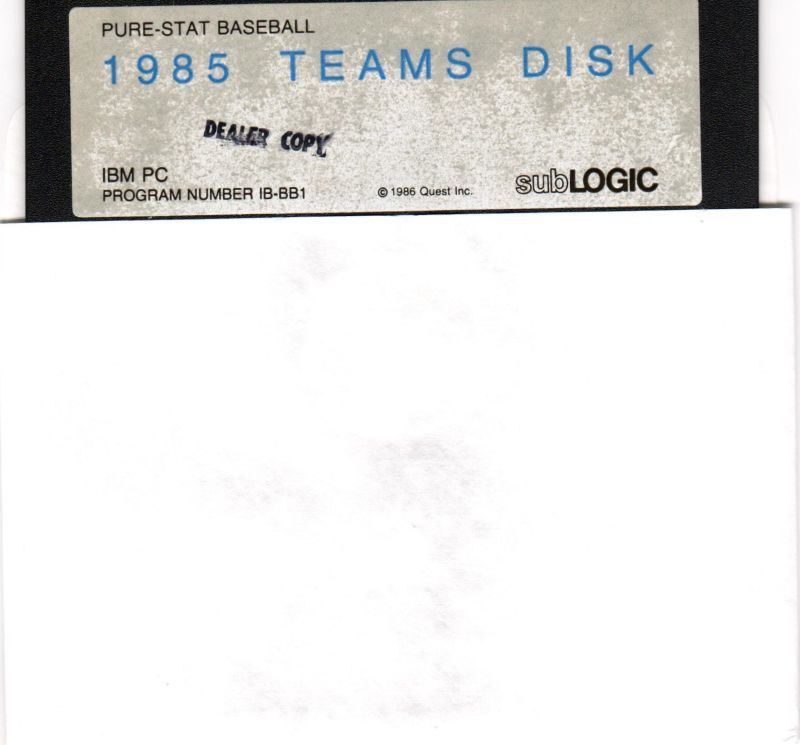 PURE-STAT BASEBALL
1985 TEAMS DISK
DEALER COPY
IBM PC
PROGRAM NUMBER IB-BB1
© 1986 Quest Inc.
subLOGIC